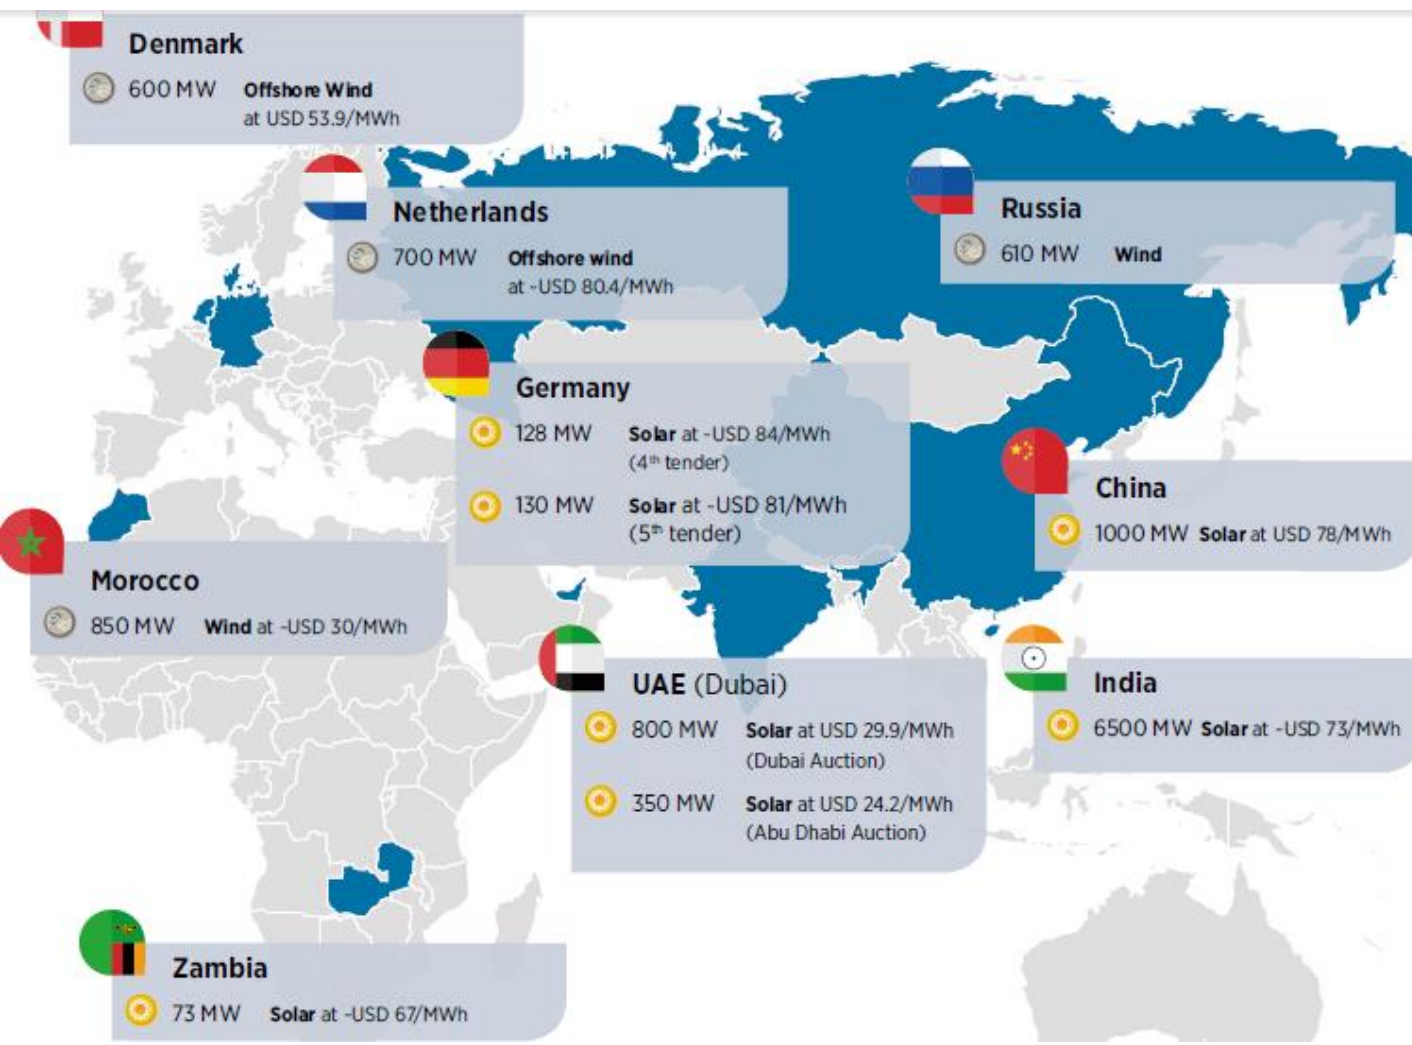 Denmark
600 MW Offshore Wind
at USD 53.9/MWh
Netherlands
700 MW Offshore wind
at ~USD 80.4/MWh
Russia
610 MW Wind
Germany
128 MW Solar at ~USD 84/MWh
(4th tender)
130 MW Solar at ~USD 81/MWh
(5th tender)
China
1000 MW Solar at USD 78/MWh
Morocco
850 MW Wind at ~USD 30/MWh
UAE (Dubai)
800 MW Solar at USD 29.9/MWh
(Dubai Auction)
350 MW Solar at USD 24.2/MWh
(Abu Dhabi Auction)
India
6500 MW Solar at ~USD 73/MWh
Zambia
73 MW Solar at ~USD 67/MWh